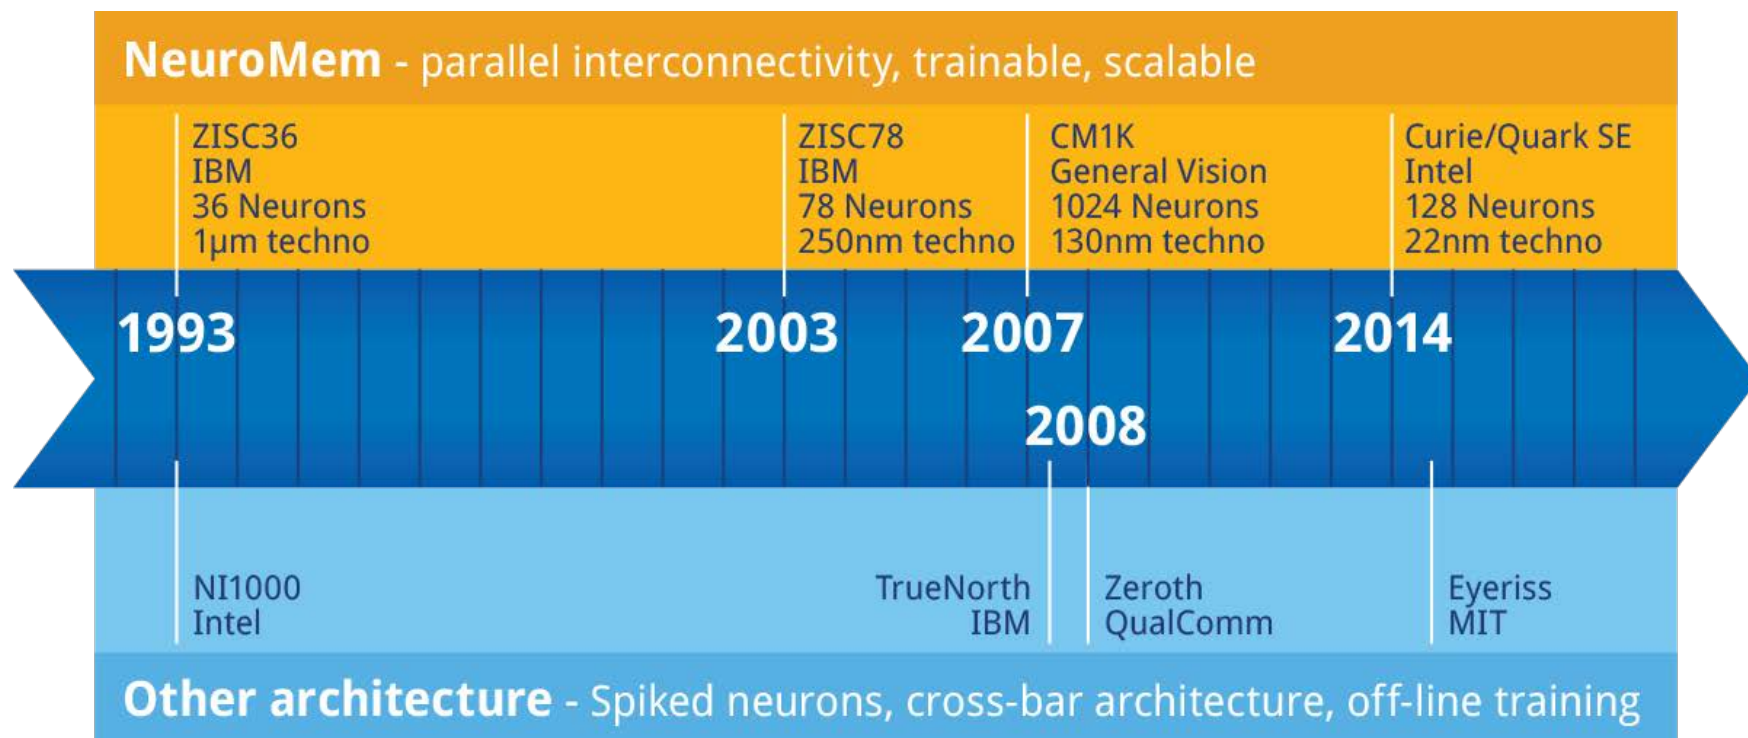 NeuroMem - parallel interconnectivity, trainable, scalable
ZISC36
IBM
36 Neurons
1µm techno
ZISC78
IBM
78 Neurons
250nm techno
CM1K
General Vision
1024 Neurons
130nm techno
Curie/Quark SE
Intel
128 Neurons
22nm techno
1993
2003
2007
2014
2008
NI1000
Intel
TrueNorth
IBM
Zeroth
QualComm
Eyeriss
MIT
Other architecture - Spiked neurons, cross-bar architecture, off-line training